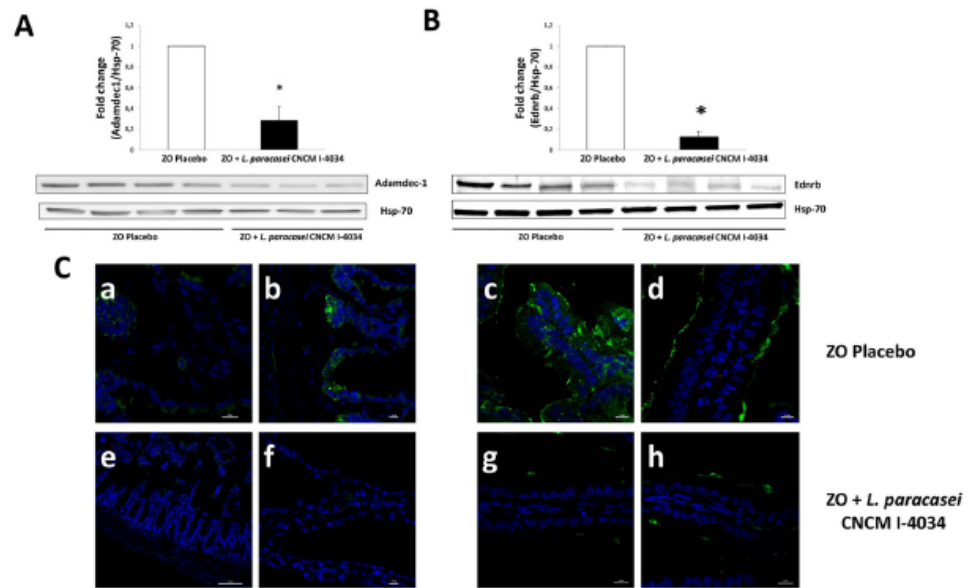 A
Fold change
(Adamdec1/Hsp-70)
1,2
1
0,8
0,6
0,4
0,2
0
*
ZO Placebo
ZO + L. paracasei CNCM I-4034
Adamdec-1
Hsp-70
ZO Placebo
ZO + L. paracasei CNCM I-4034
B
Fold change
(Ednrb/Hsp-70)
1,2
1
0,8
0,6
0,4
0,2
0
*
ZO Placebo
ZO + L. paracasei CNCM I-4034
Ednrb
Hsp-70
ZO Placebo
ZO + L. paracasei CNCM I-4034
C
a
b
c
d
ZO Placebo
e
f
g
h
ZO + L. paracasei
CNCM I-4034